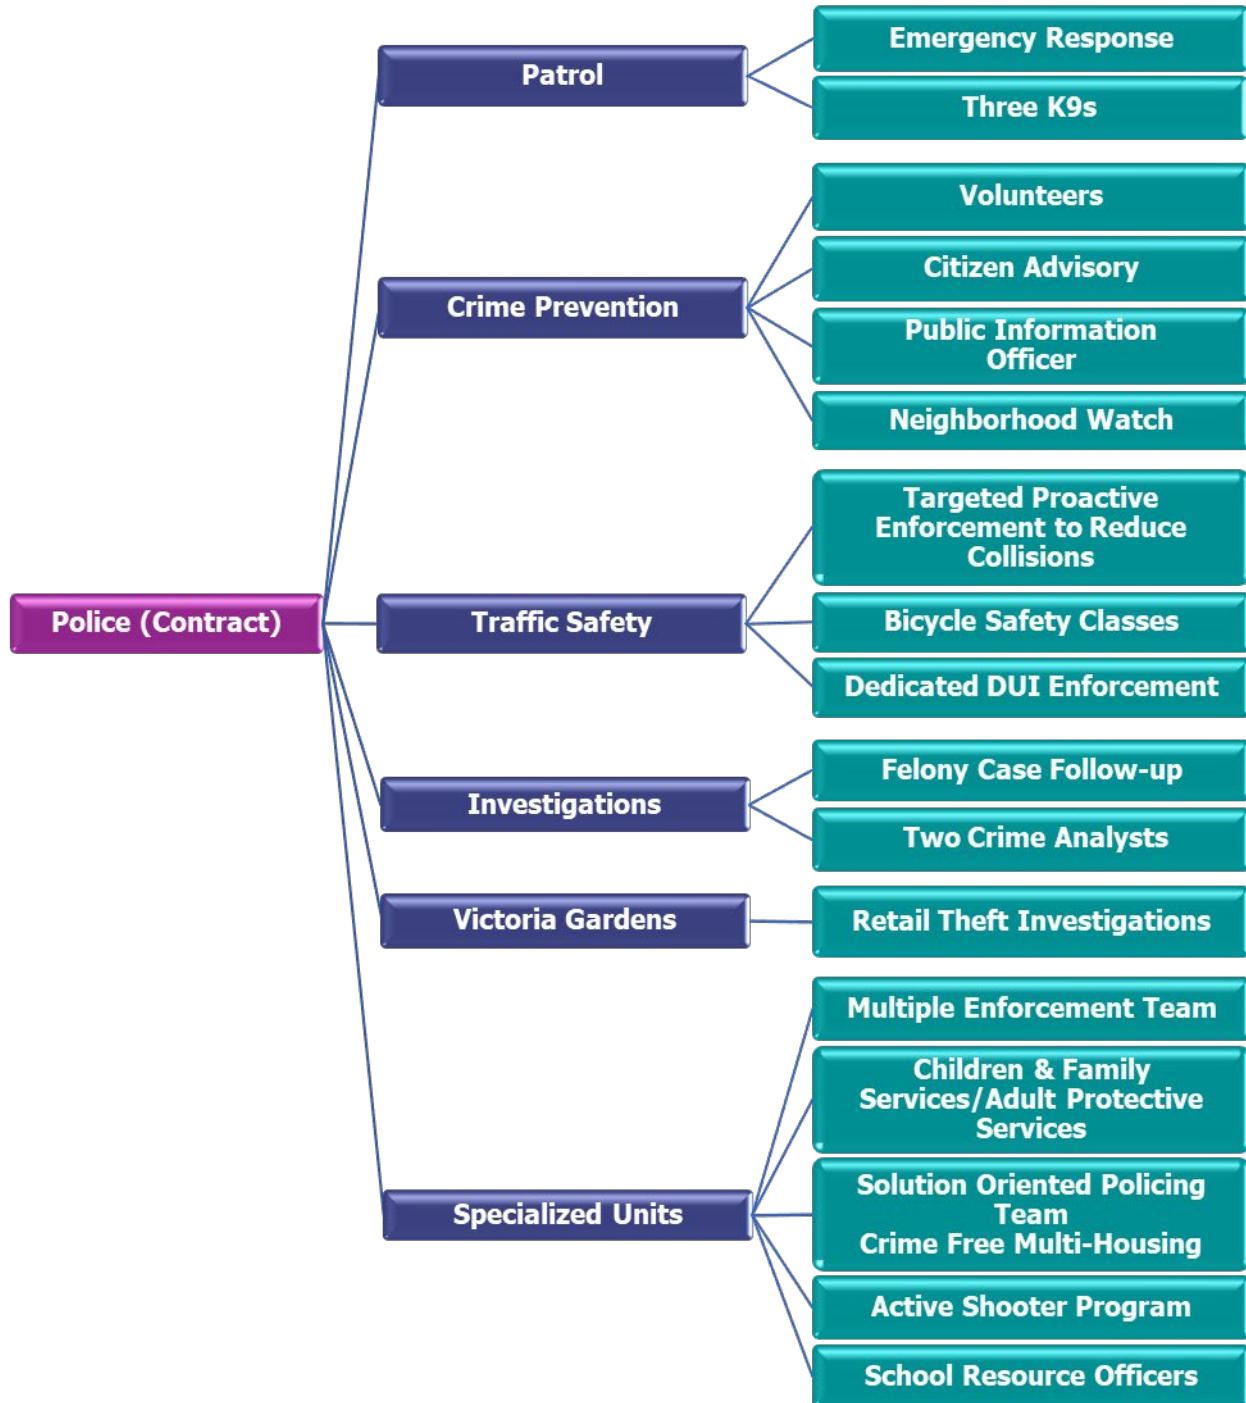 Police (Contract)
Patrol
Emergency Response
Three K9s
Crime Prevention
Volunteers
Citizen Advisory
Public Information
Officer
Neighborhood Watch
Traffic Safety
Targeted Proactive
Enforcement to Reduce
Collisions
Bicycle Safety Classes
Dedicated DUI Enforcement
Investigations
Felony Case Follow-up
Two Crime Analysts
Victoria Gardens
Retail Theft Investigations
Specialized Units
Multiple Enforcement Team
Children & Family
Services/Adult Protective
Services
Solution Oriented Policing
Team
Crime Free Multi-Housing
Active Shooter Program
School Resource Officers